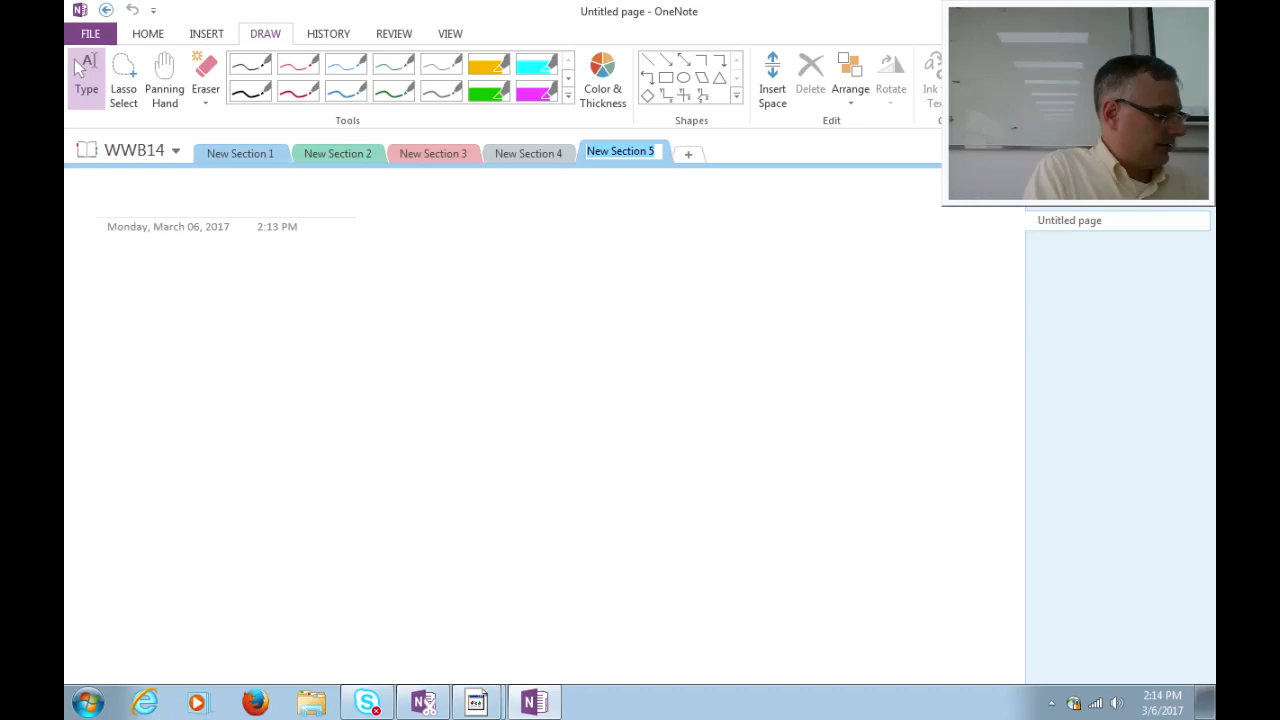 Untitled page - OneNote
FILE HOME INSERT DRAW HISTORY REVIEW VIEW
Type
Lasso Select
Panning Hand
Eraser
Color & Thickness
Insert Space
Delete
Arrange
Rotate
Tools
Shapes
Edit
WWB14
New Section 1
New Section 2
New Section 3
New Section 4
New Section 5
Monday, March 06, 2017 2:13 PM
Untitled page
2:14 PM
3/6/2017